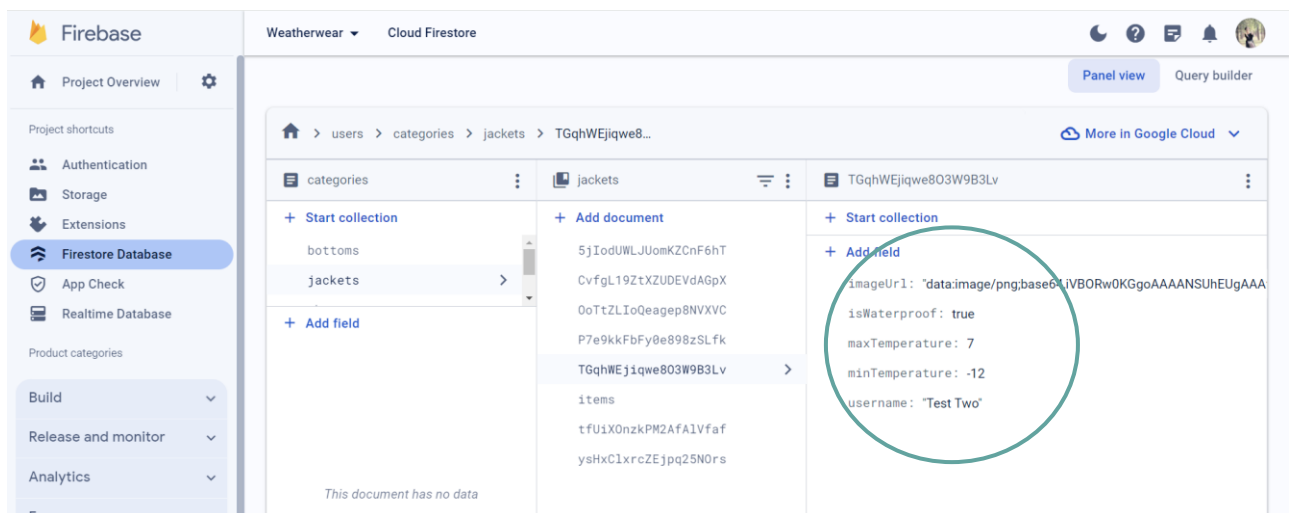 Firebase
Weatherwear Cloud Firestore
Project Overview
Panel view Query builder
Project shortcuts
users > categories > jackets > TGqhWEjiqwe8...
More in Google Cloud
Authentication
Storage
Extensions
Firestore Database
App Check
Realtime Database
Product categories
Build
Release and monitor
Analytics
categories
+ Start collection
bottoms
jackets
+ Add field
This document has no data
jackets
+ Add document
5jIodUWLJUomKZCnF6hT
CvfgL19ZtXZUDEVdAGpX
OoTtZLIoQeagep8NVXVC
P7e9kkFbFy0e898zSLfk
TGqhWEjiqwe8O3W9B3Lv
items
tfUiXOnzkPM2AfAlVfaf
ysHxClxrcZEjpq25NOrs
TGqhWEjiqwe8O3W9B3Lv
+ Start collection
+ Add field
imageUrl: "data:image/png;base64,iVBORw0KGgoAAAANSUhEUgAAA
isWaterproof: true
maxTemperature: 7
minTemperature: -12
username: "Test Two"